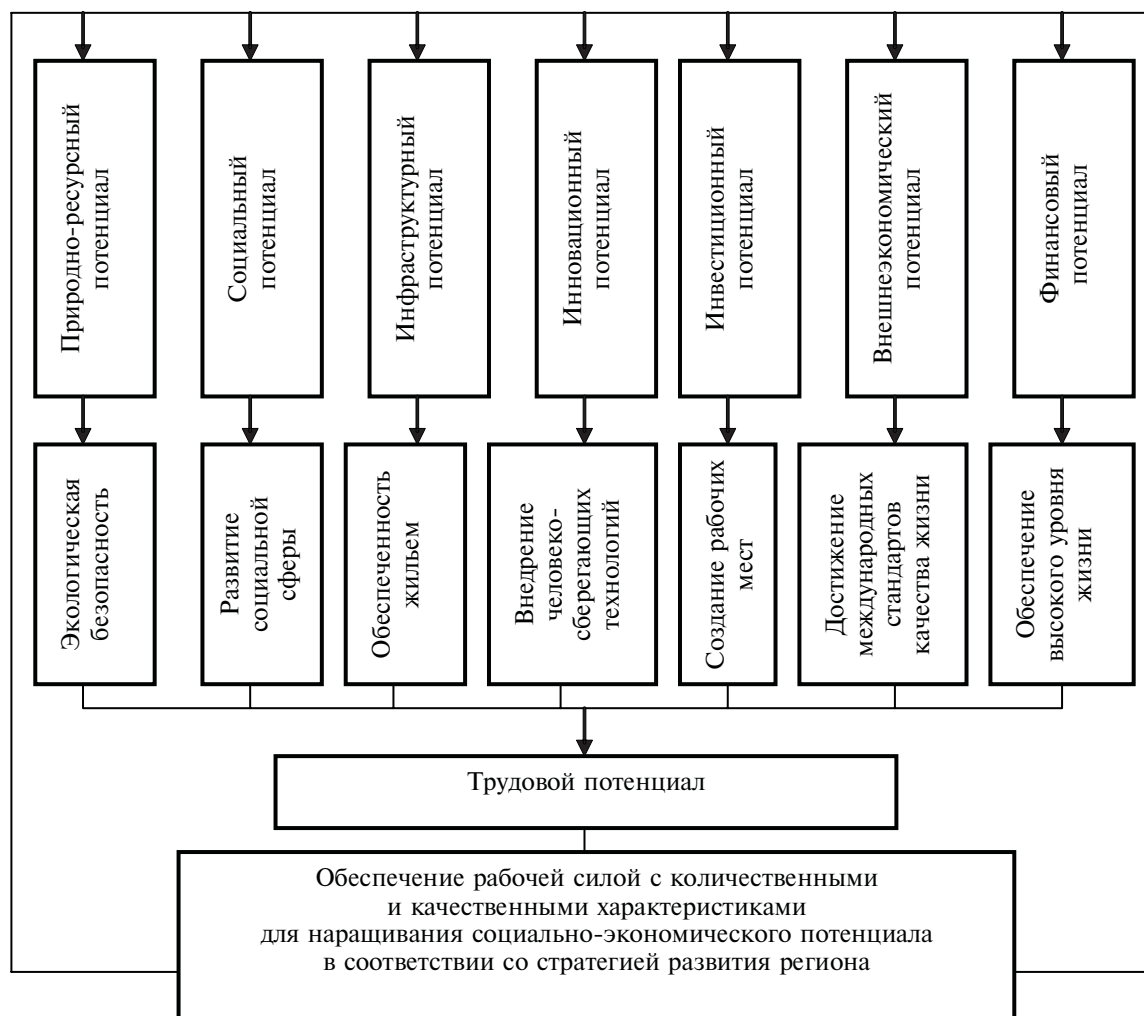 Природно-ресурсный
потенциал
Социальный
потенциал
Инфраструктурный
потенциал
Инновационный
потенциал
Инвестиционный
потенциал
Внешнеэкономический
потенциал
Финансовый
потенциал
Экологическая
безопасность
Развитие
социальной
сферы
Обеспеченность
жильем
Внедрение
человеко-
сберегающих
технологий
Создание рабочих
мест
Достижение
международных
стандартов
качества жизни
Обеспечение
высокого уровня
жизни
Трудовой потенциал
Обеспечение рабочей силой с количественными
и качественными характеристиками
для наращивания социально-экономического потенциала
в соответствии со стратегией развития региона